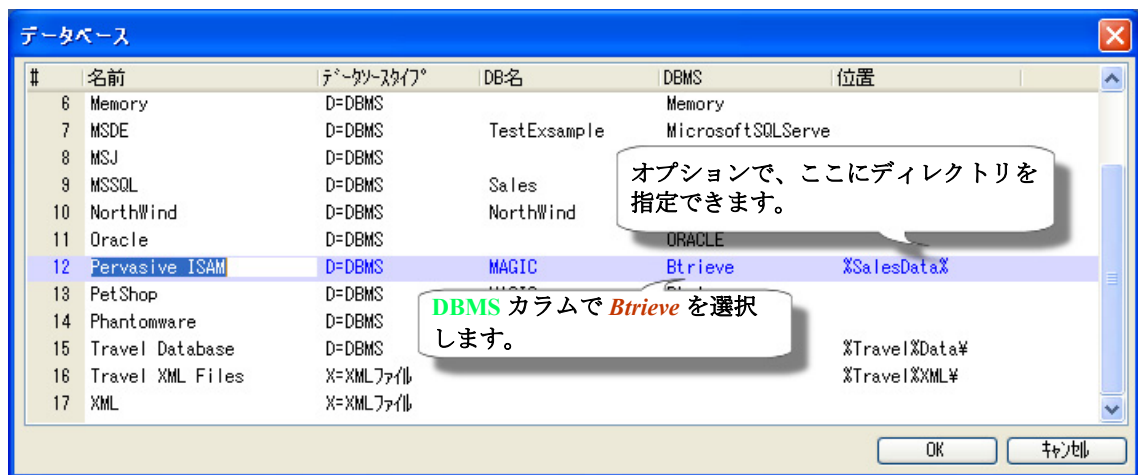 データベース
# 名前 データソースタイプ DB名 DBMS 位置
6 Memory D=DBMS Memory
7 MSDE D=DBMS TestExsample MicrosoftSQLServe
8 MSJ D=DBMS
9 MSSQL D=DBMS Sales
10 NorthWind D=DBMS NorthWind
オプションで、ここにディレクトリを
指定できます。
11 Oracle D=DBMS ORACLE
12 Pervasive ISAM D=DBMS MAGIC Btrieve %SalesData%
13 PetShop D=DBMS
14 Phantomware D=DBMS
DBMS カラムで Btrieve を選択
します。
15 Travel Database D=DBMS %Travel%Data¥
16 Travel XML Files X=XMLファイル %Travel%XML¥
17 XML X=XMLファイル
OK キャンセル